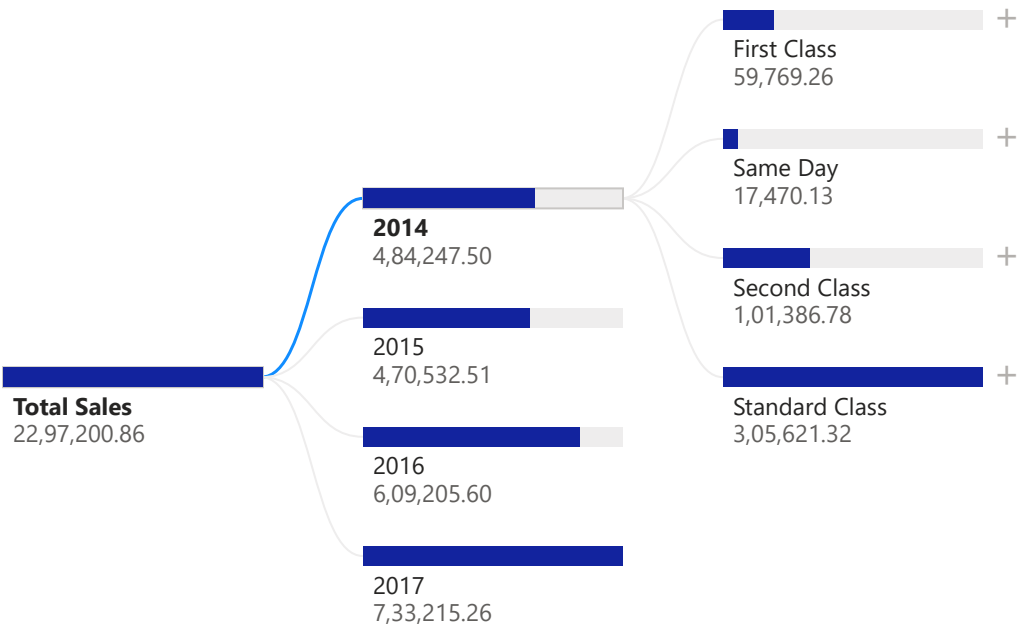 Total Sales
22,97,200.86
2014
4,84,247.50
2015
4,70,532.51
2016
6,09,205.60
2017
7,33,215.26
First Class
59,769.26
Same Day
17,470.13
Second Class
1,01,386.78
Standard Class
3,05,621.32